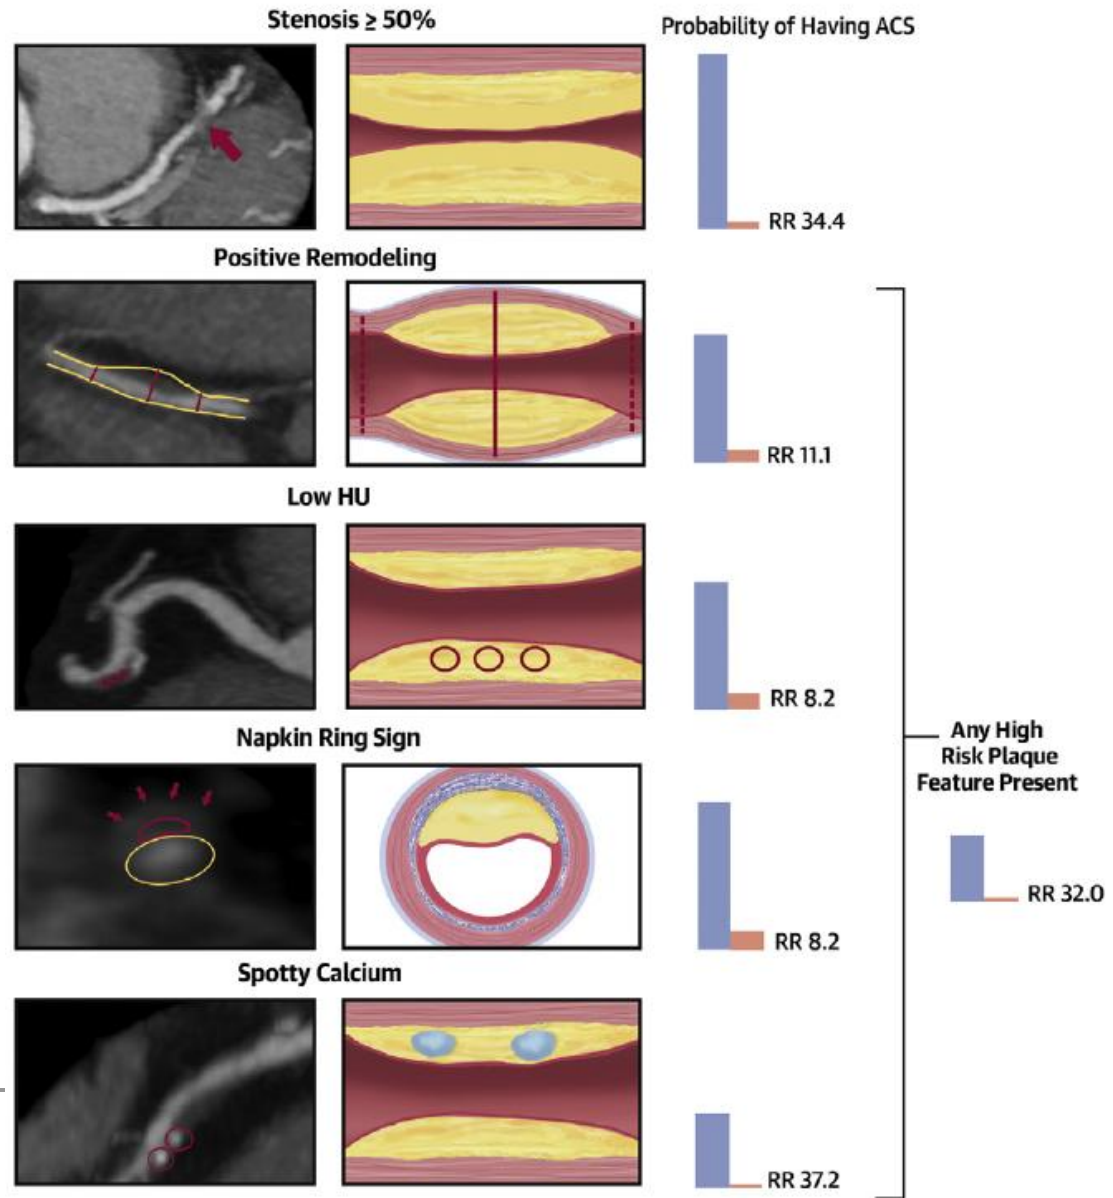 Stenosis ≥ 50%
Probability of Having ACS
RR 34.4
Positive Remodeling
RR 11.1
Low HU
RR 8.2
Napkin Ring Sign
RR 8.2
Any High
Risk Plaque
Feature Present
RR 32.0
Spotty Calcium
RR 37.2